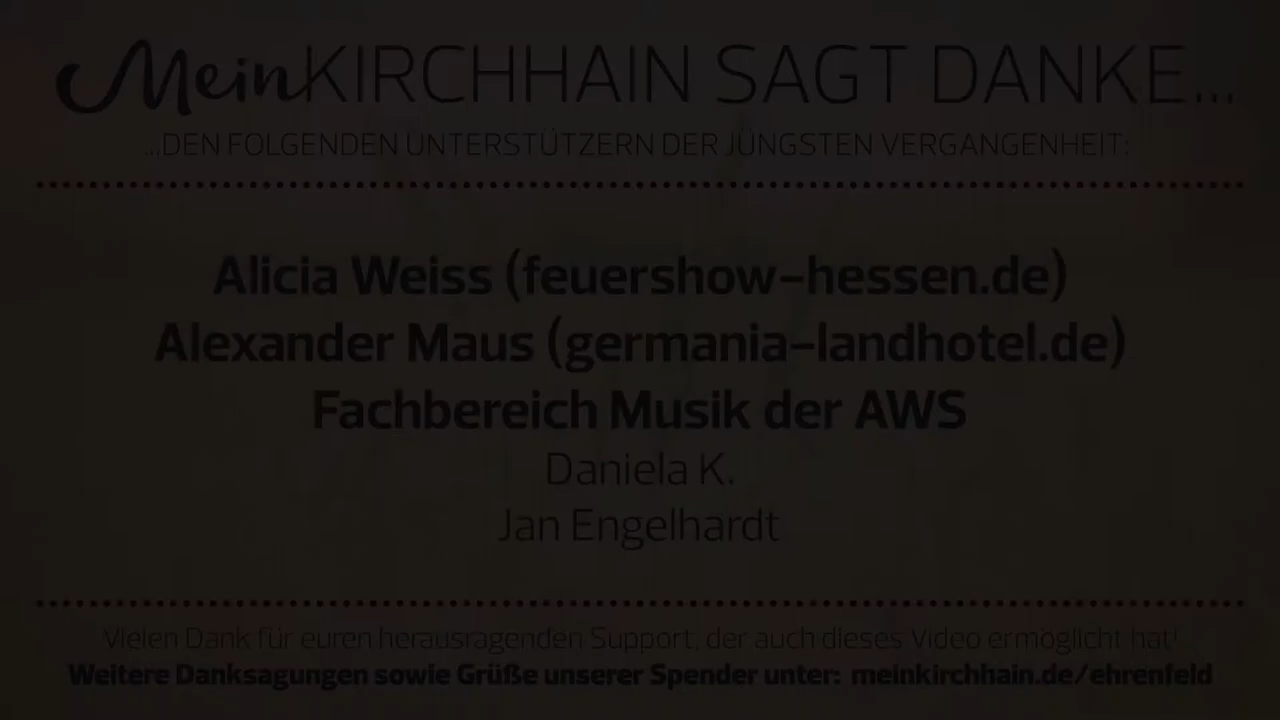 MeinKIRCHHAIN SAGT DANKE...
...DEN FOLGENDEN UNTERSTÜTZERN DER JÜNGSTEN VERGANGENHEIT:
Alicia Weiss (feuershow-hessen.de)
Alexander Maus (germania-landhotel.de)
Fachbereich Musik der AWS
Daniela K.
Jan Engelhardt
Vielen Dank für euren herausragenden Support, der auch dieses Video ermöglicht hat!
Weitere Danksagungen sowie Grüße unserer Spender unter: meinkirchhain.de/ehrenfeld